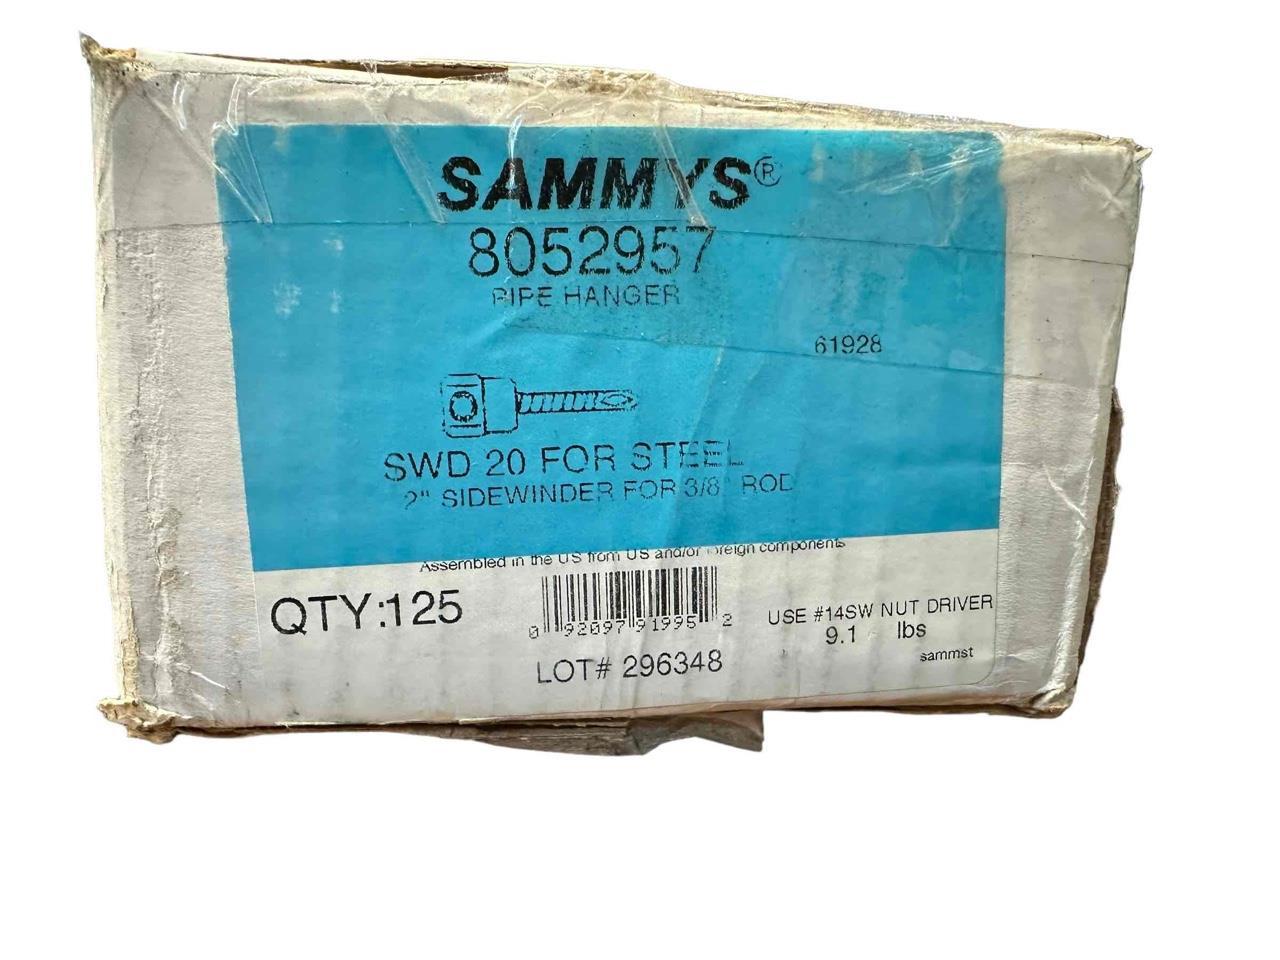 SAMMYS®
8052957
PIPE HANGER
61928
SWD 20 FOR STEEL
2" SIDEWINDER FOR 3/8" ROD
Assembled in the US from US and/or foreign components
QTY:125
0 92097 91995 2
USE #14SW NUT DRIVER
9.1 lbs
LOT# 296348
sammst